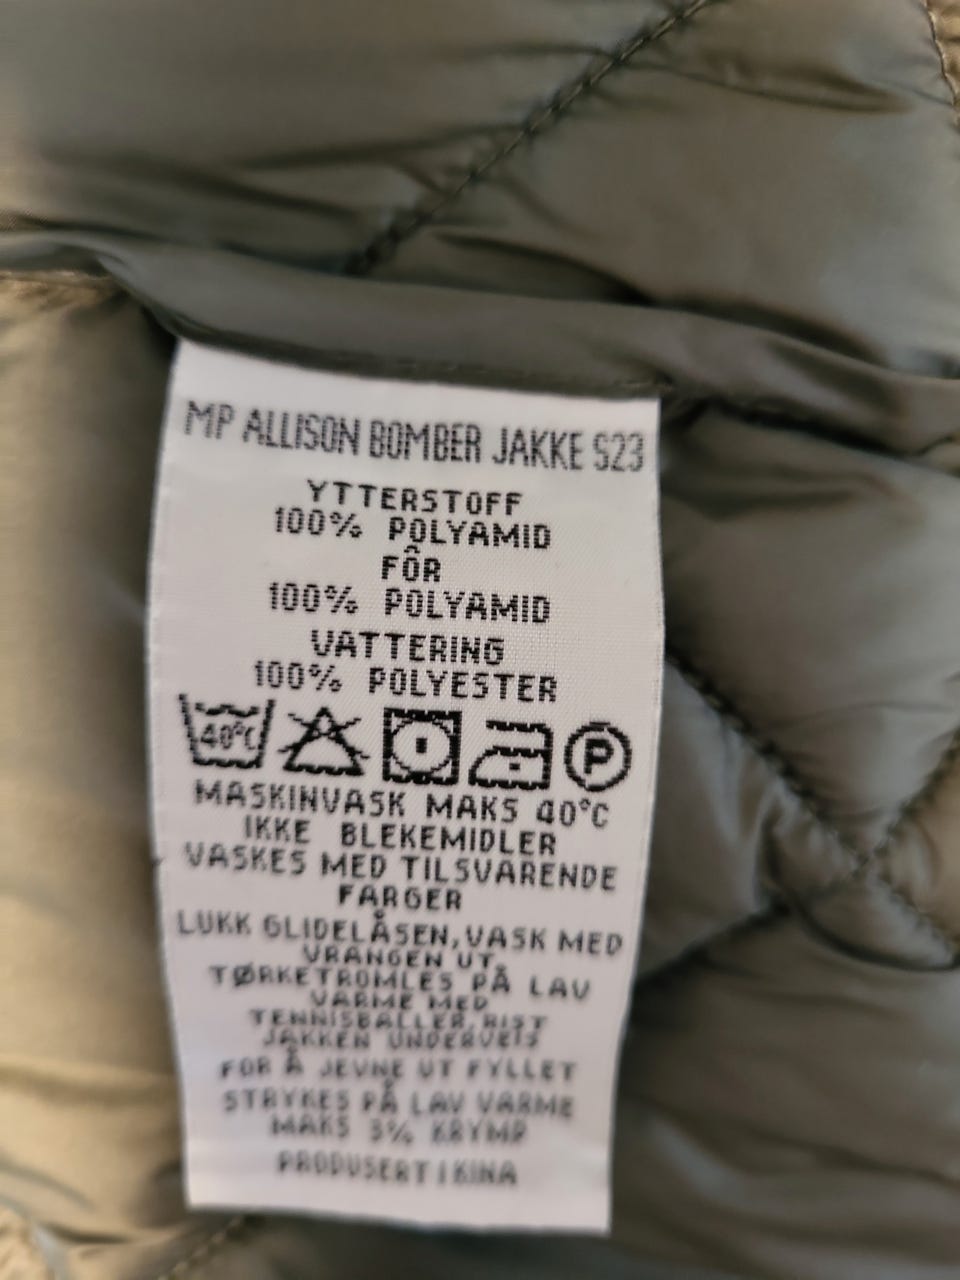 MP ALLISON BOMBER JAKKE S23
YTTERSTOFF
100% POLYAMID
FÔR
100% POLYAMID
VATTERING
100% POLYESTER
40°C P
MASKINVASK MAKS 40°C
IKKE BLEKEMIDLER
VASKES MED TILSVARENDE
FARGER
LUKK GLIDELÅSEN, VASK MED
VRANGEN UT,
TØRKETROMLES PÅ LAV
VARME MED
TENNISBALLER, RIST
JAKKEN UNDERVEIS
FOR Å JEVNE UT FYLLET
STRYKES PÅ LAV VARME
MAKS 3% KRYMP
PRODUSERT I KINA